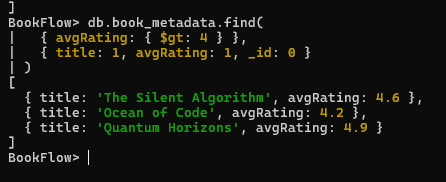 ]
BookFlow> db.book_metadata.find(
|   { avgRating: { $gt: 4 } },
|   { title: 1, avgRating: 1, _id: 0 }
| )
[
  { title: 'The Silent Algorithm', avgRating: 4.6 },
  { title: 'Ocean of Code', avgRating: 4.2 },
  { title: 'Quantum Horizons', avgRating: 4.9 }
]
BookFlow>